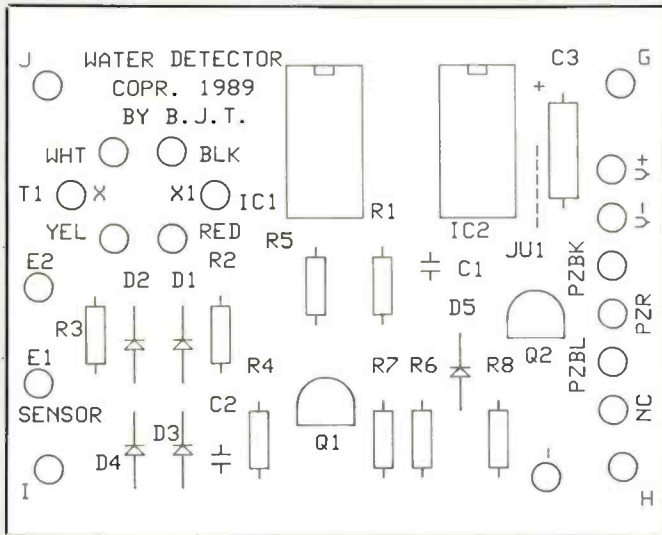 J
WATER DETECTOR
COPR. 1989
BY B.J.T.
C3
G
+
WHT
BLK
V+
T1
X
X1
IC1
R1
V-
YEL
RED
R5
IC2
JU1
E2
D2
D1
R2
C1
PZBK
R3
D5
PZR
E1
R4
R7
R6
R8
Q2
PZBL
SENSOR
C2
Q1
NC
D4
D3
-
I
H